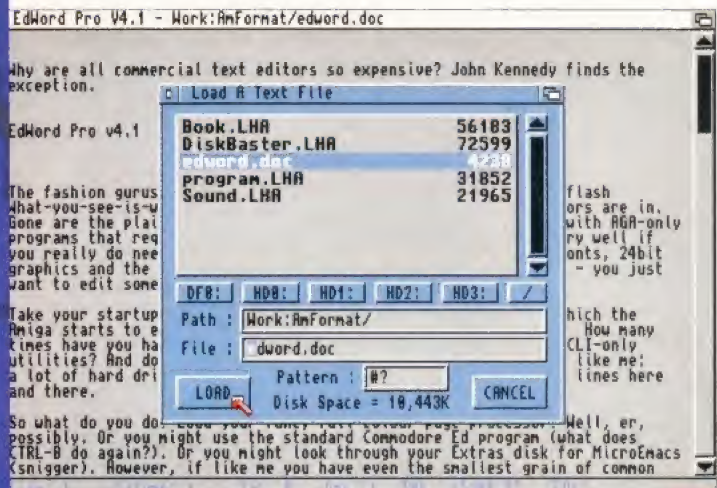 EdWord Pro V4.1 - Work:AmFormat/edword.doc
Why are all commercial text editors so expensive? John Kennedy finds the
exception.
Load A Text File
EdWord Pro v4.1
Book.LHA 56183
DiskBaster.LHA 72599
edword.doc 4238
program.LHA 31852
Sound.LHA 21965
The fashion gurus flash
What-you-see-is-w ors are in.
Gone are the plai with AGA-only
programs that req ry well if
you really do nee onts, 24bit
graphics and the - you just
want to edit some
DF0: HD0: HD1: HD2: HD3: /
Path : Work:AmFormat/
File : edword.doc
Pattern : #?
LOAD Disk Space = 10,443K CANCEL
Take your startup hich the
Amiga starts to e How many
times have you ha CLI-only
utilities? And do like me:
a lot of hard dri lines here
and there.
So what do you do? Well, er,
possibly. Or you might use the standard Commodore Ed program (what does
CTRL-B do again?). Or you might look through your Extras disk for MicroEmacs
(snigger). However, if like me you have even the smallest grain of common